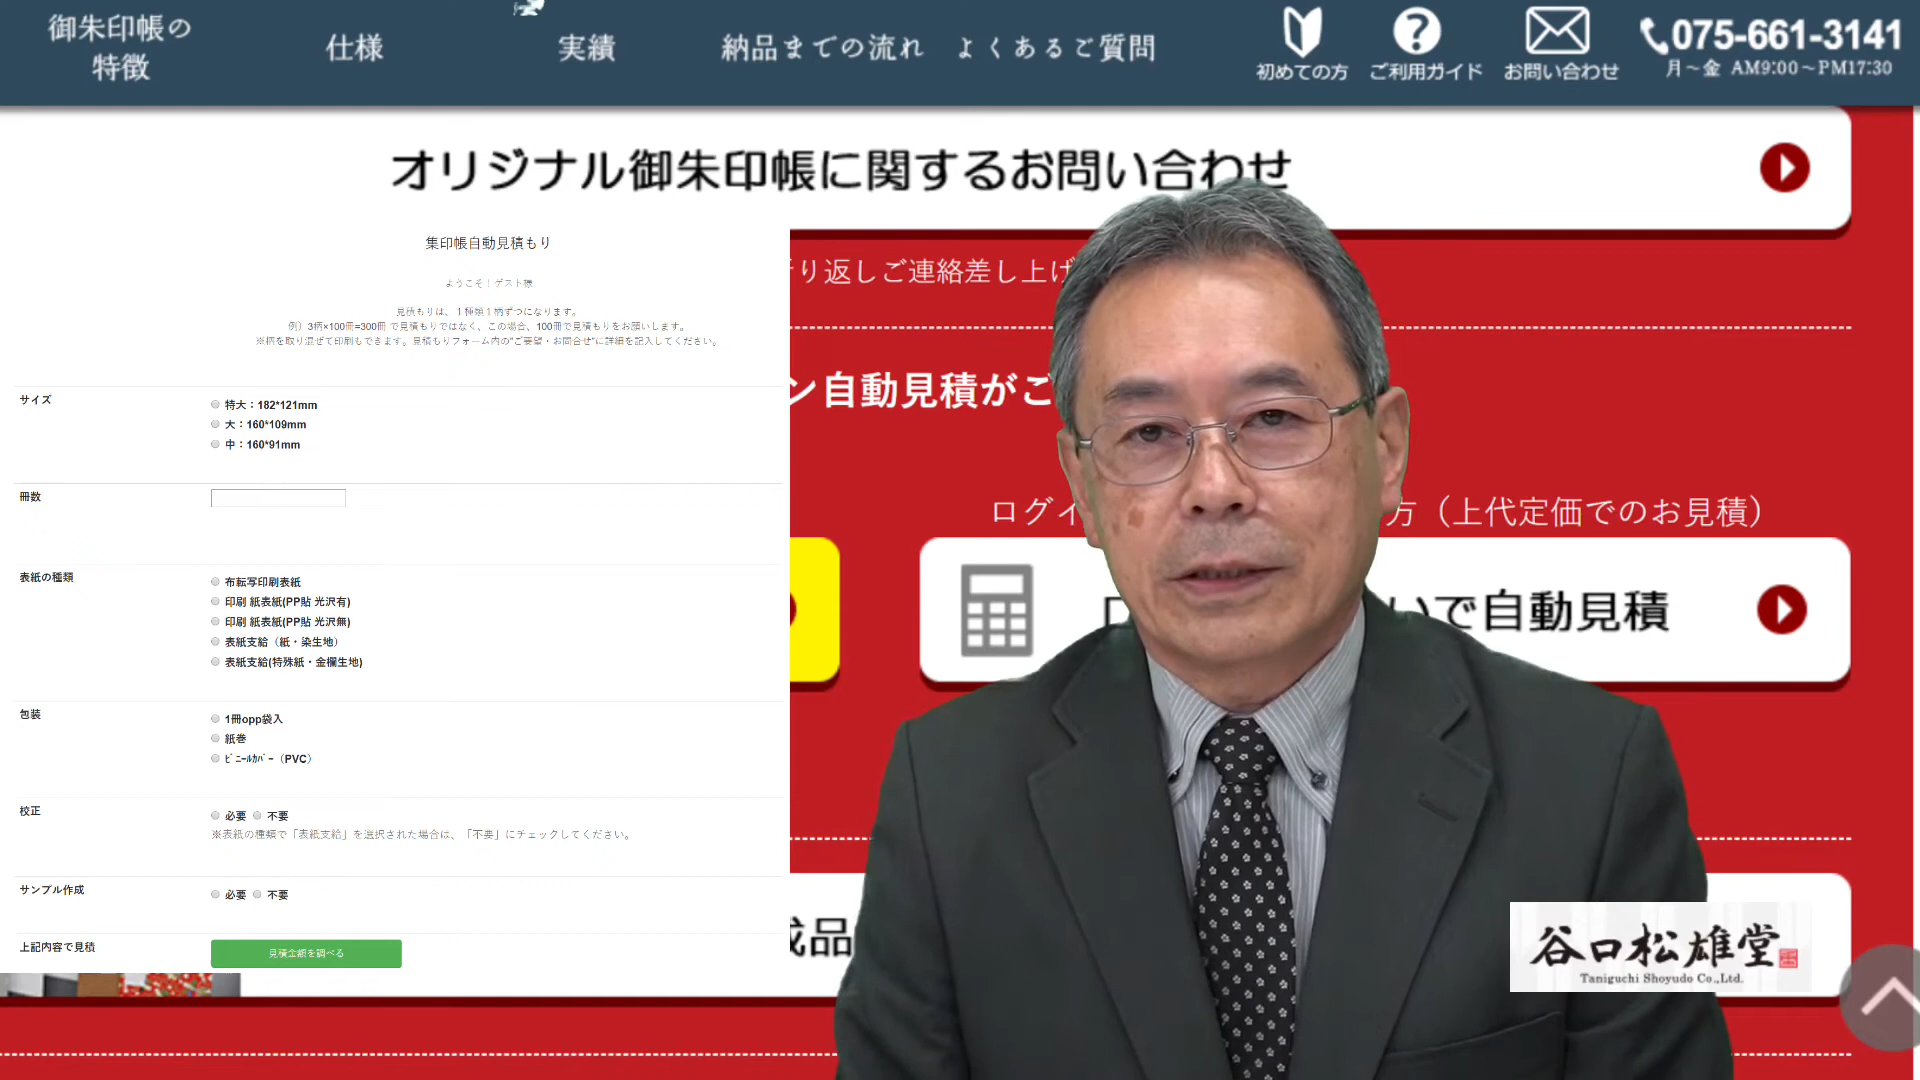 御朱印帳の
特徴
仕様
実績
納品までの流れ
よくあるご質問
初めての方
ご利用ガイド
お問い合わせ
075-661-3141
月～金 AM9:00～PM17:30
オリジナル御朱印帳に関するお問い合わせ
り返しご連絡差し上げ
ン自動見積がご
ログイ
方（上代定価でのお見積）
いで自動見積
成品
集印帳自動見積もり
ようこそ！ゲスト様
見積もりは、１種類１柄ずつになります。
例）3柄×100冊=300冊 で見積もりではなく、この場合、100冊で見積もりをお願いします。
※柄を取り混ぜて印刷もできます。見積もりフォーム内の"ご要望・お問合せ"に詳細を記入してください。
サイズ
特大：182*121mm
大：160*109mm
中：160*91mm
冊数
表紙の種類
布転写印刷表紙
印刷 紙表紙(PP貼 光沢有)
印刷 紙表紙(PP貼 光沢無)
表紙支給（紙・染生地）
表紙支給(特殊紙・金襴生地)
包装
1冊opp袋入
紙巻
ﾋﾞﾆｰﾙｶﾊﾞｰ（PVC）
校正
必要 不要
※表紙の種類で「表紙支給」を選択された場合は、「不要」にチェックしてください。
サンプル作成
必要 不要
上記内容で見積
見積金額を調べる
谷口松雄堂
Taniguchi Shoyudo Co.,Ltd.